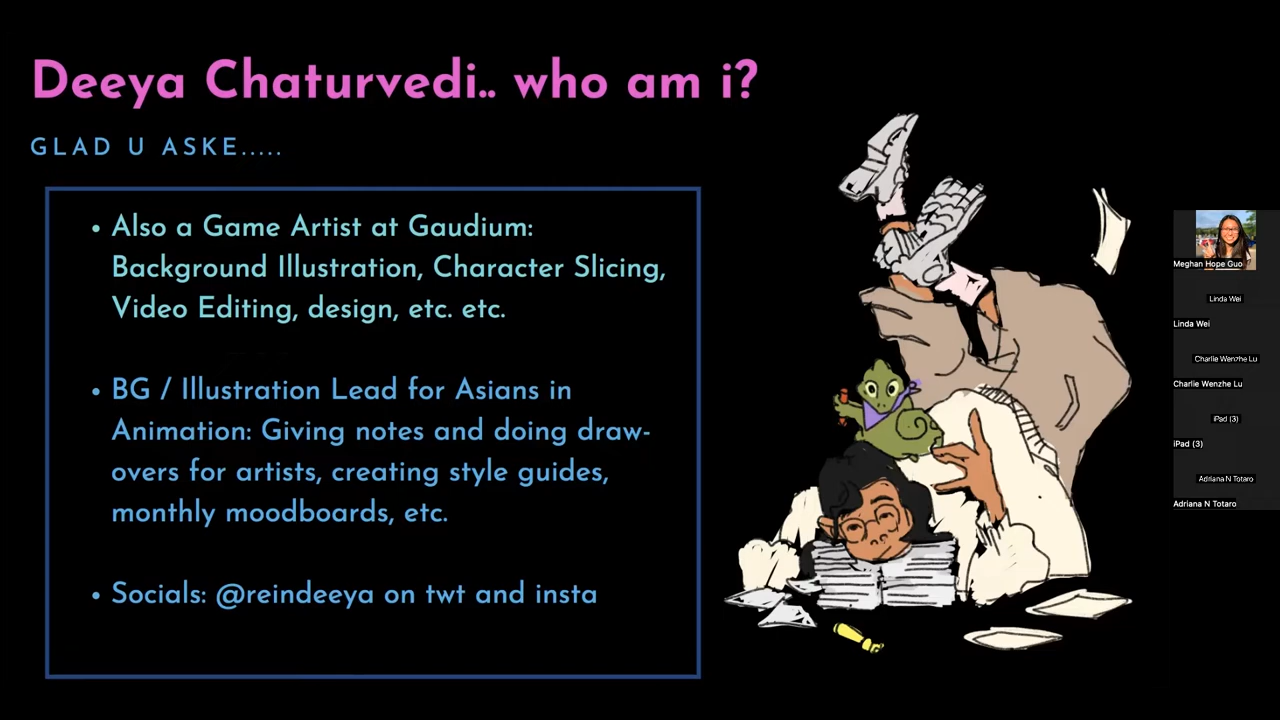 Deeya Chaturvedi.. who am i?
GLAD U ASKE.....
• Also a Game Artist at Gaudium:
Background Illustration, Character Slicing,
Video Editing, design, etc. etc.
• BG / Illustration Lead for Asians in
Animation: Giving notes and doing draw-
overs for artists, creating style guides,
monthly moodboards, etc.
• Socials: @reindeeya on twt and insta
Meghan Hope Guo
Linda Wei
Linda Wei
Charlie Wenzhe Lu
Charlie Wenzhe Lu
iPad (3)
iPad (3)
Adriana N Totaro
Adriana N Totaro